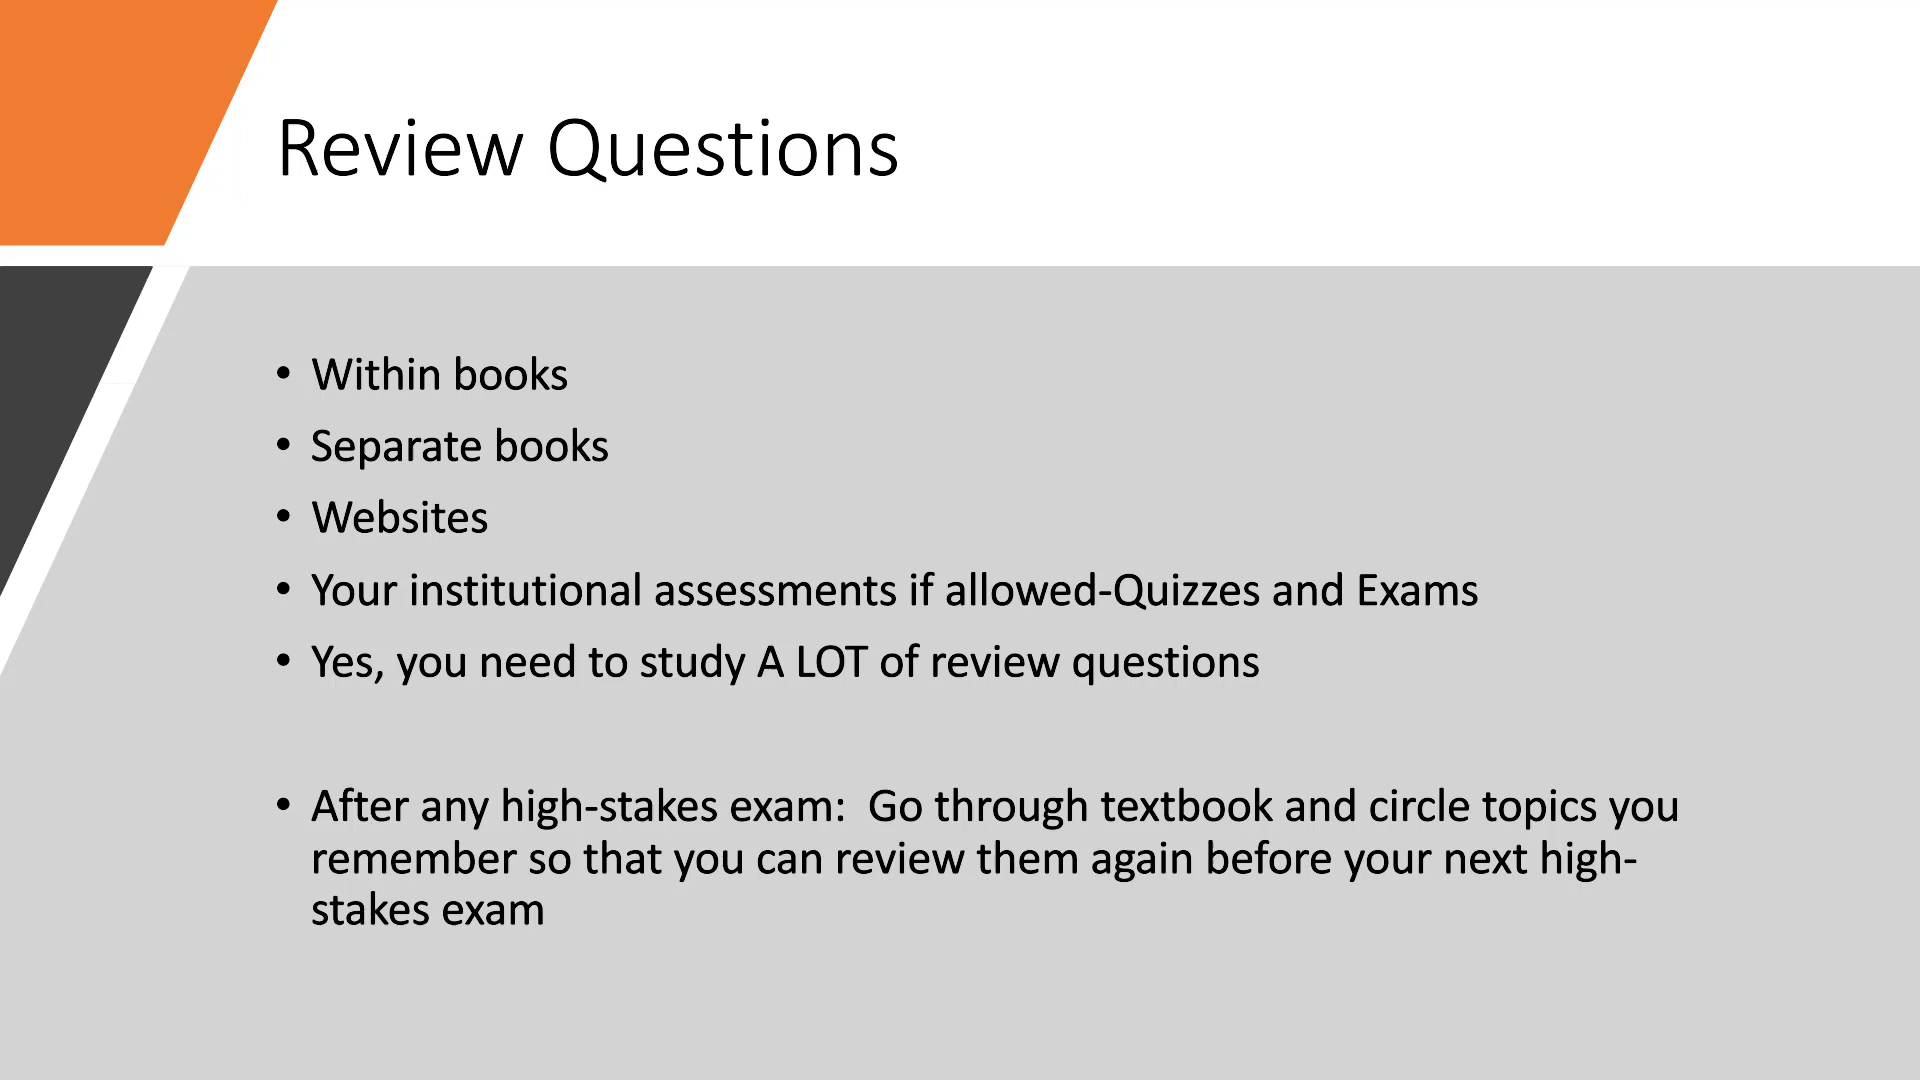 Review Questions
• Within books
• Separate books
• Websites
• Your institutional assessments if allowed-Quizzes and Exams
• Yes, you need to study A LOT of review questions
• After any high-stakes exam:  Go through textbook and circle topics you
remember so that you can review them again before your next high-
stakes exam